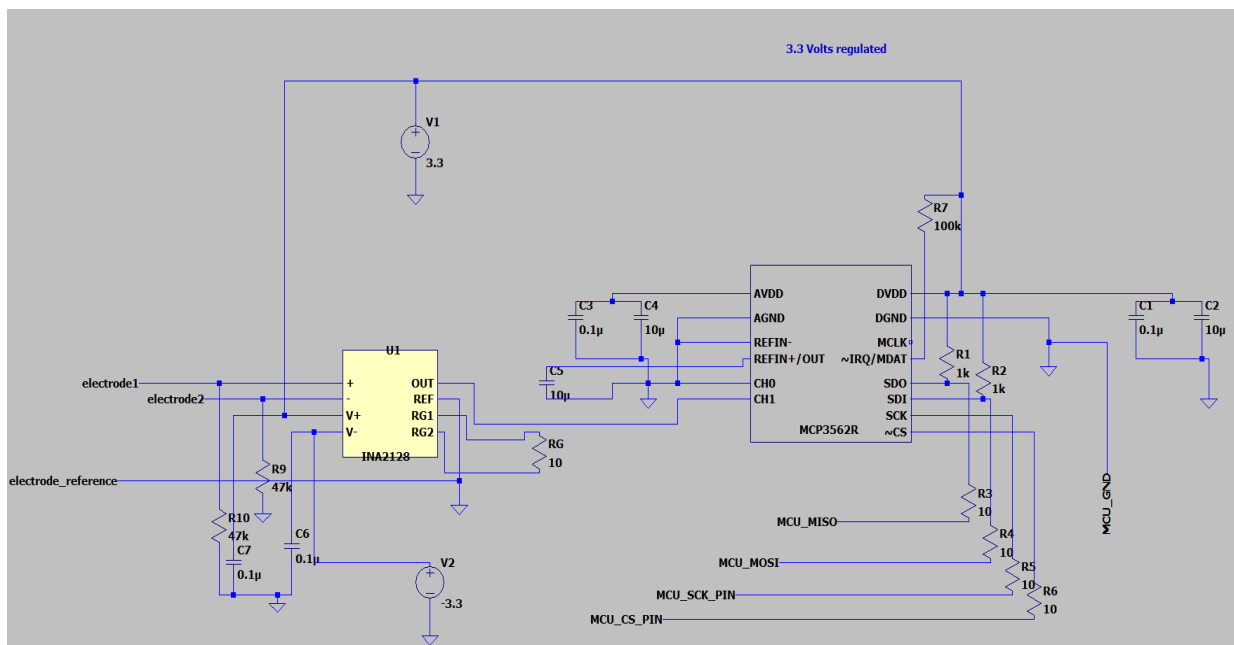 3.3 Volts regulated
V1
3.3
R7
100k
AVDD
DVDD
C3
0.1µ
C4
10µ
C1
0.1µ
C2
10µ
AGND
DGND
REFIN-
MCLK
REFIN+/OUT
~IRQ/MDAT
R1
1k
C5
10µ
CH0
SDO
R2
1k
CH1
SDI
SCK
~CS
MCP3562R
U1
electrode1
+
OUT
electrode2
-
REF
V+
RG1
V-
RG2
INA2128
RG
10
R9
47k
electrode_reference
R10
47k
C7
0.1µ
C6
0.1µ
V2
-3.3
R3
10
MCU_MISO
R4
10
MCU_MOSI
R5
10
MCU_SCK_PIN
R6
10
MCU_CS_PIN
MCU_GND